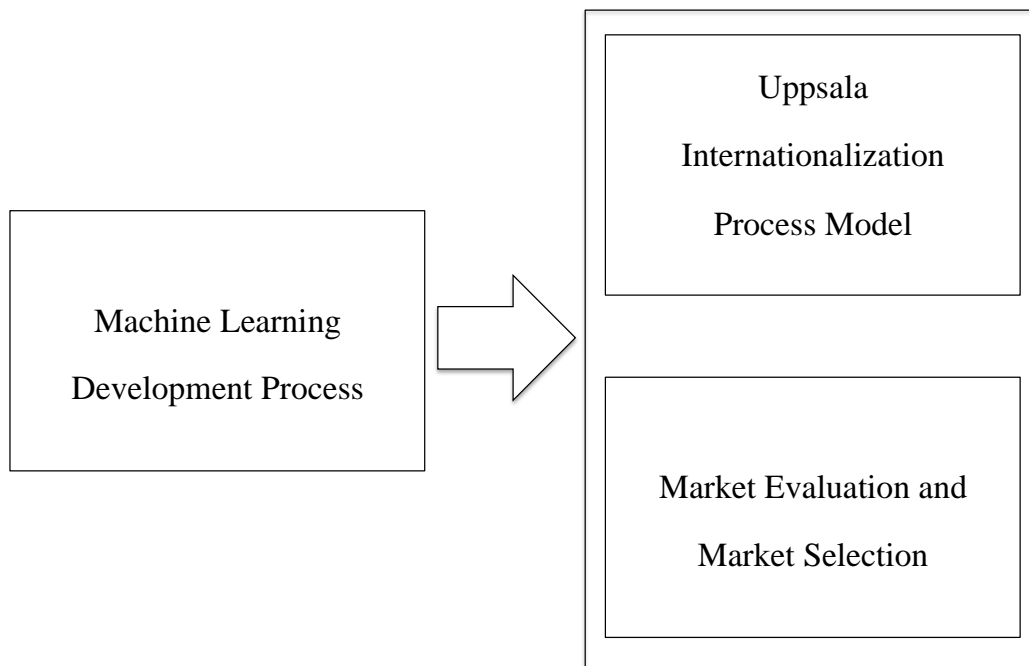 Uppsala
Internationalization
Process Model
Machine Learning
Development Process
Market Evaluation and
Market Selection